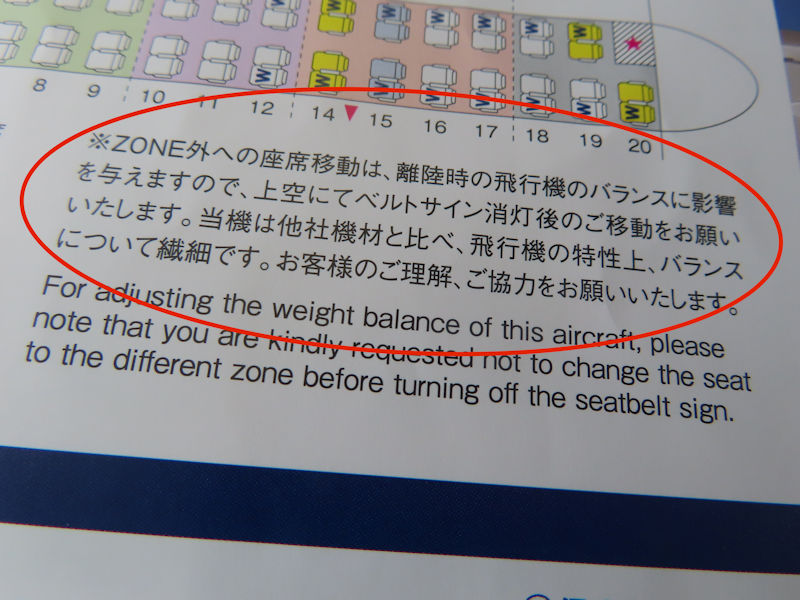 W W W W
W W W W W W W
8 9 10 11 12 14 15 16 17 18 19 20
※ZONE外への座席移動は、離陸時の飛行機のバランスに影響
を与えますので、上空にてベルトサイン消灯後のご移動をお願い
いたします。当機は他社機材と比べ、飛行機の特性上、バランス
について繊細です。お客様のご理解、ご協力をお願いいたします。
For adjusting the weight balance of this aircraft, please
note that you are kindly requested not to change the seat
to the different zone before turning off the seatbelt sign.